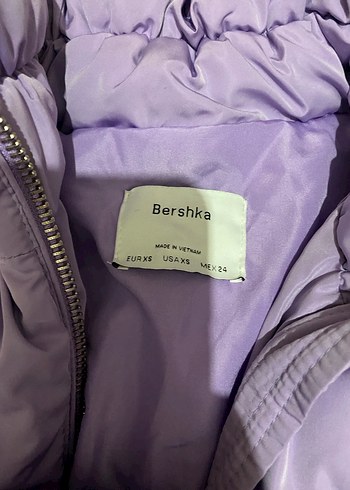 Bershka
MADE IN VIETNAM
EUR XS USA XS MEX 24